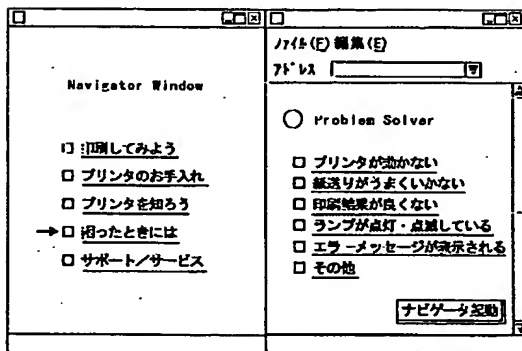 Navigator Window
印刷してみよう
プリンタのお手入れ
プリンタを知ろう
困ったときには
サポート／サービス
ファイル(F) 編集(E)
アドレス
Problem Solver
プリンタが動かない
紙送りがうまくいかない
印刷結果が良くない
ランプが点灯・点滅している
エラーメッセージが表示される
その他
ナビゲータ起動